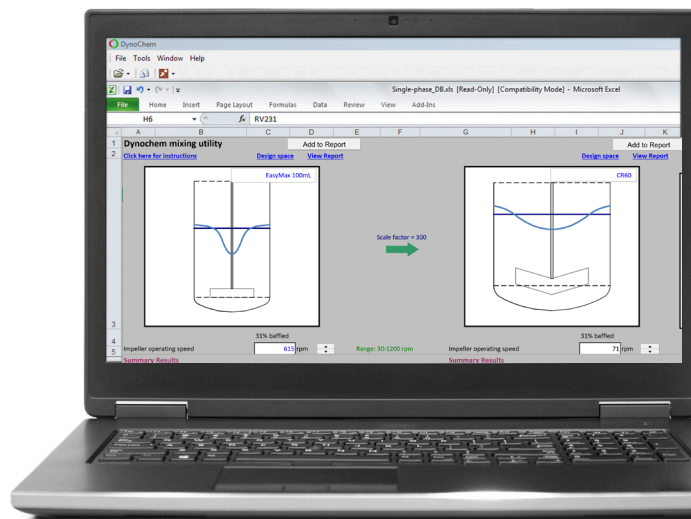 DynoChem
File Tools Window Help
Single-phase_DB.xls [Read-Only] [Compatibility Mode] - Microsoft Excel
File Home Insert Page Layout Formulas Data Review View Add-Ins
H6 fx RV231
A B C D E F G H I J K
1 Dynochem mixing utility Add to Report Add to Report
2 Click here for instructions Design space View Report Design space View Report
EasyMax 100mL CR60
Scale factor = 300
3
4 31% baffled 31% baffled
5 Impeller operating speed 615 rpm Range: 30-1200 rpm Impeller operating speed 71 rpm
Summary Results Summary Results